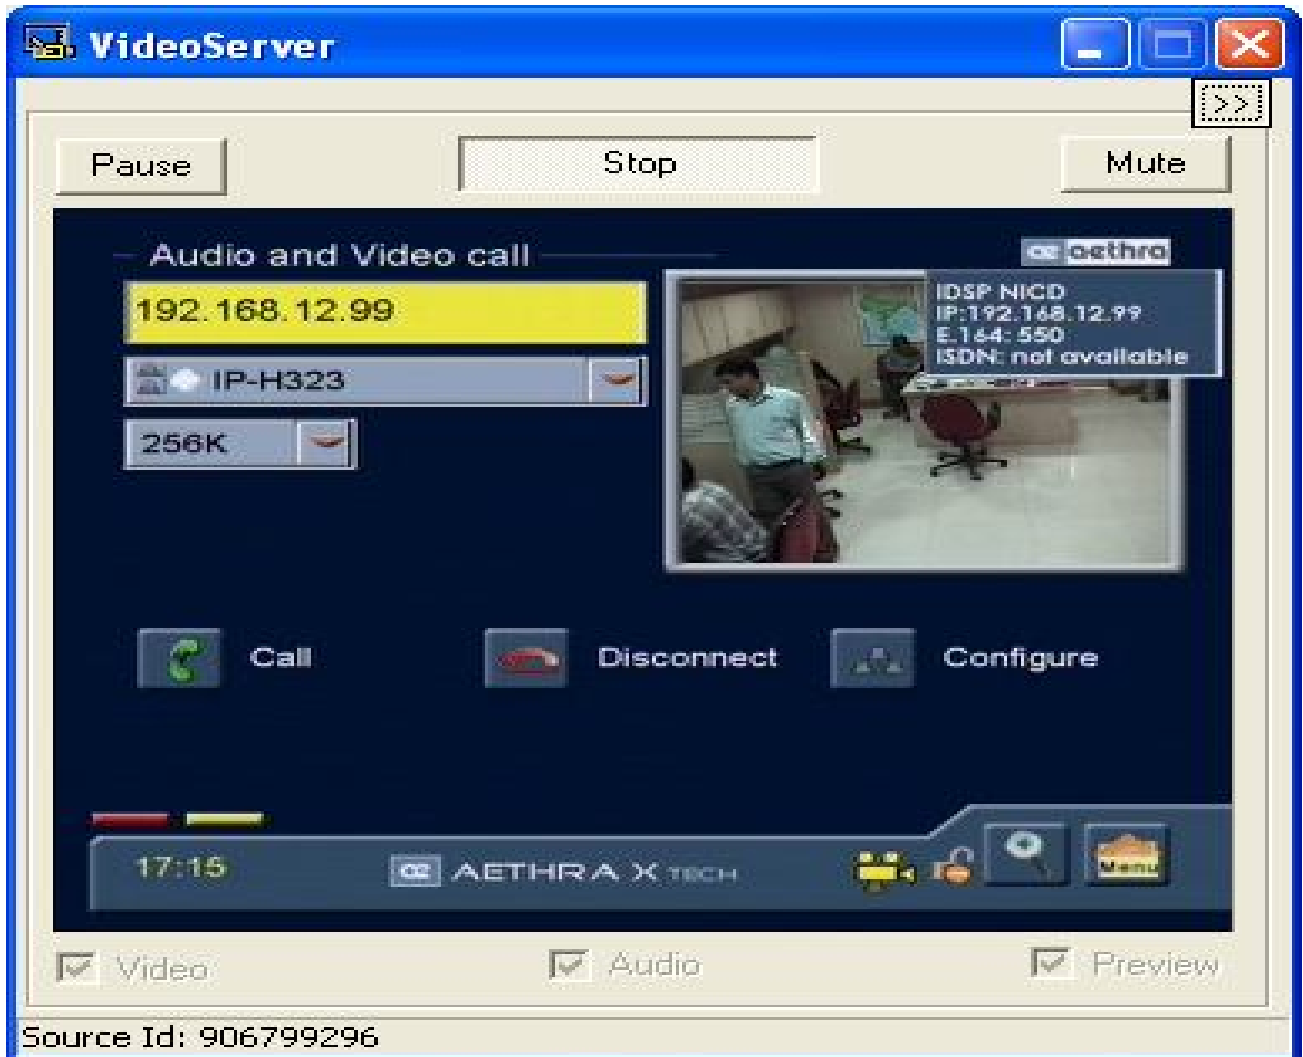 VideoServer
>>
Pause
Stop
Mute
Audio and Video call
aethra
192.168.12.99
IDSP NICD
IP:192.168.12.99
E.164: 550
ISDN: not available
IP-H323
256K
Call
Disconnect
Configure
17:15
AETHRA X TECH
Menu
Video
Audio
Preview
Source Id: 906799296